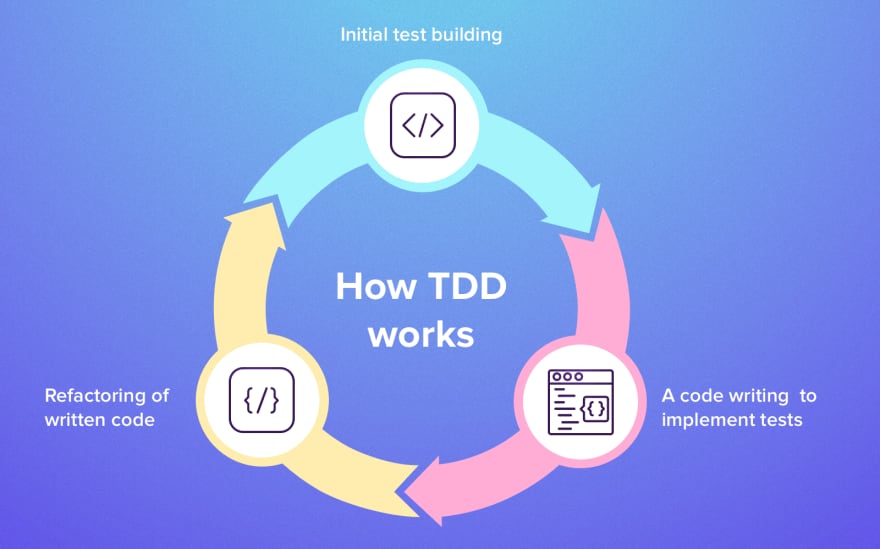 Initial test building
How TDD
works
Refactoring of
written code
A code writing  to
implement tests